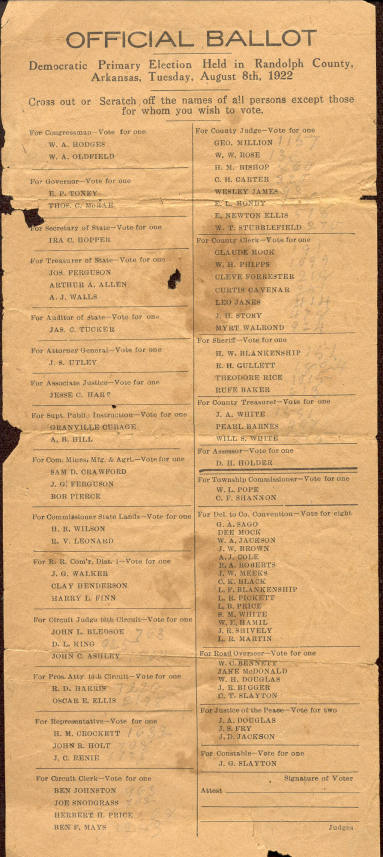 OFFICIAL BALLOT
Democratic Primary Election Held in Randolph County,
Arkansas, Tuesday, August 8th, 1922
Cross out or Scratch off the names of all persons except those
for whom you wish to vote.
For Congressman—Vote for one
W. A. HODGES
W. A. OLDFIELD
For Governor—Vote for one
E. P. TONEY
THOS. C. McRAE
For Secretary of State—Vote for one
IRA C. HOPPER
For Treasurer of State—Vote for one
JOS. FERGUSON
ARTHUR A. ALLEN
A. J. WALLS
For Auditor of State—Vote for one
JAS. C. TUCKER
For Attorney General—Vote for one
J. S. UTLEY
For Associate Justice—Vote for one
JESSE C. HART
For Supt. Public Instruction—Vote for one
GRANVILLE CUBAGE
A. B. HILL
For Com. Mines, Mfg. & Agri.—Vote for one
SAM D. CRAWFORD
J. G. FERGUSON
BOB PIERCE
For Commissioner State Lands—Vote for one
H. R. WILSON
R. V. LEONARD
For R. R. Com'r, Dist. 1—Vote for one
J. G. WALKER
CLAY HENDERSON
HARRY L. FINN
For Circuit Judge 16th Circuit—Vote for one
JOHN L. BLEDSOE
D. L. KING
JOHN C. ASHLEY
For Pros. Atty. 16th Circuit—Vote for one
R. D. HARRIS
OSCAR E. ELLIS
For Representative—Vote for one
H. M. CROCKETT
JOHN R. HOLT
J. C. RENIE
For Circuit Clerk—Vote for one
BEN JOHNSTON
JOE SNODGRASS
HERBERT H. PRICE
BEN F. MAYS
For County Judge—Vote for one
GEO. MILLION
W. W. ROSE
H. M. BISHOP
C. H. CARTER
WESLEY JAMES
E. L. BONDY
E. NEWTON ELLIS
W. T. STUBBLEFIELD
For County Clerk—Vote for one
CLAUDE MOCK
W. H. PHIPPS
CLEVE FORRESTER
CURTIS CAVENAR
LEO JANES
J. H. STORY
MYRT WALROND
For Sheriff—Vote for one
H. W. BLANKENSHIP
R. H. GULLETT
THEODORE RICE
RUFE BAKER
For County Treasurer—Vote for one
J. A. WHITE
PEARL BARNES
WILL S. WHITE
For Assessor—Vote for one
D. H. HOLDER
For Township Commissioner—Vote for one
W. L. POPE
C. F. SHANNON
For Del. to Co. Convention—Vote for eight
G. A. SAGO
DEE MOCK
W. A. JACKSON
J. W. BROWN
A. J. COLE
R. A. ROBERTS
I. W. MEEKS
C. K. BLACK
L. F. BLANKENSHIP
L. R. PICKETT
L. B. PRICE
S. M. WHITE
W. E. HAMIL
J. R. SHIVELY
L. B. MARTIN
For Road Overseer—Vote for one
W. C. BENNETT
JAKE McDONALD
W. H. DOUGLAS
J. R. BIGGER
C. T. SLAYTON
For Justice of the Peace—Vote for two
J. A. DOUGLAS
J. S. FRY
J. D. JACKSON
For Constable—Vote for one
J. G. SLAYTON
Signature of Voter
Attest
Judges